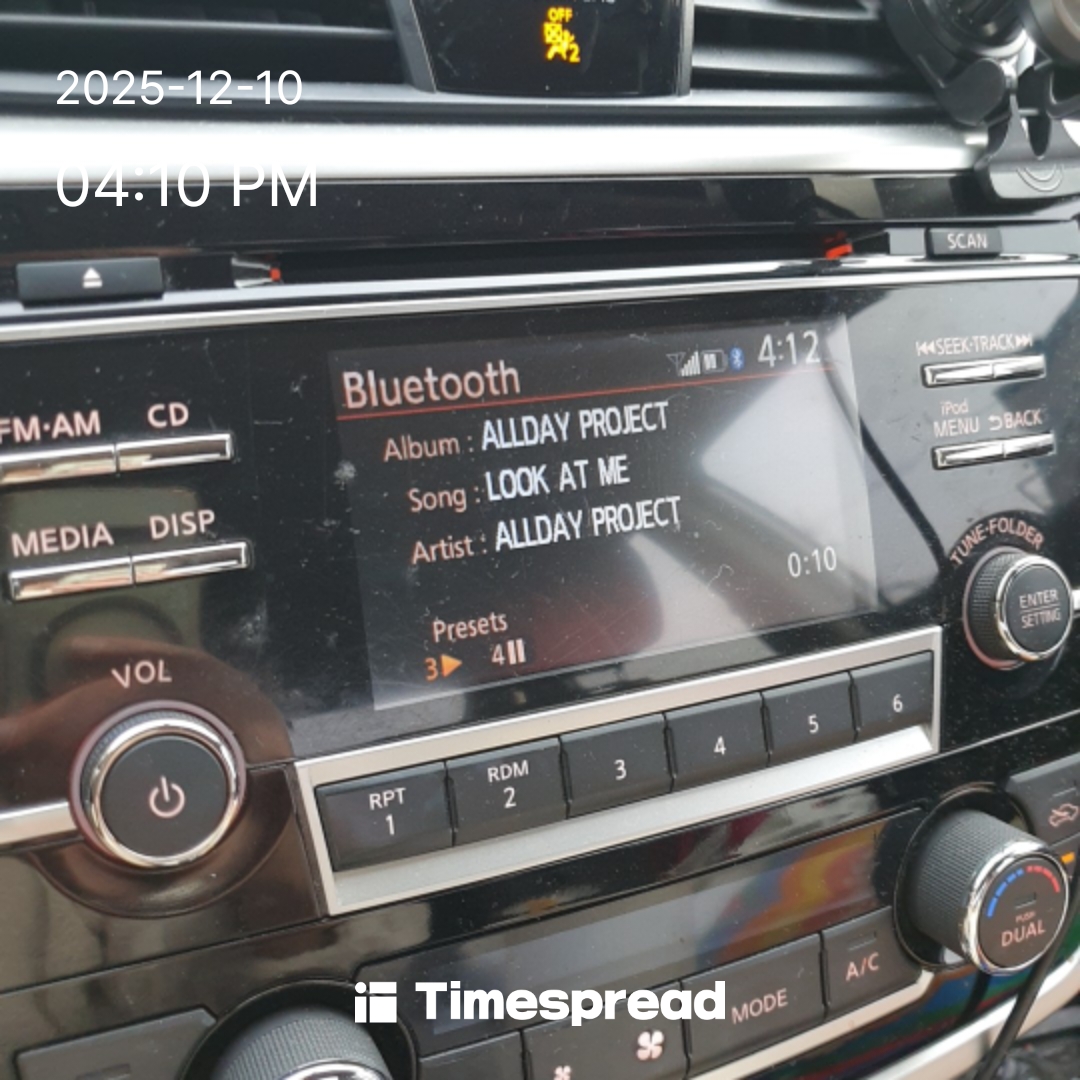 OFF
2
2025-12-10
04:10 PM
SCAN
Bluetooth
4:12
SEEK·TRACK
Album : ALLDAY PROJECT
Song : LOOK AT ME
Artist : ALLDAY PROJECT
0:10
Presets
3 4
FM·AM
CD
MEDIA
DISP
iPod
MENU
BACK
TUNE·FOLDER
ENTER
SETTING
VOL
RPT
1
RDM
2
3
4
5
6
PUSH
DUAL
A/C
MODE
Timespread